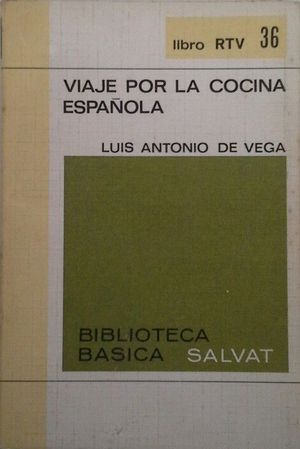 libro RTV 36
VIAJE POR LA COCINA
ESPAÑOLA
LUIS ANTONIO DE VEGA
BIBLIOTECA
BASICA SALVAT